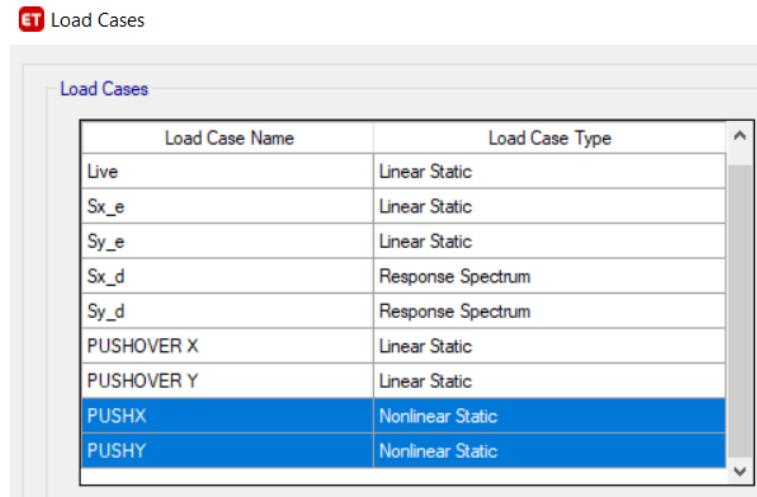 ET Load Cases
Load Cases
Load Case Name Load Case Type
Live Linear Static
Sx_e Linear Static
Sy_e Linear Static
Sx_d Response Spectrum
Sy_d Response Spectrum
PUSHOVER X Linear Static
PUSHOVER Y Linear Static
PUSHX Nonlinear Static
PUSHY Nonlinear Static